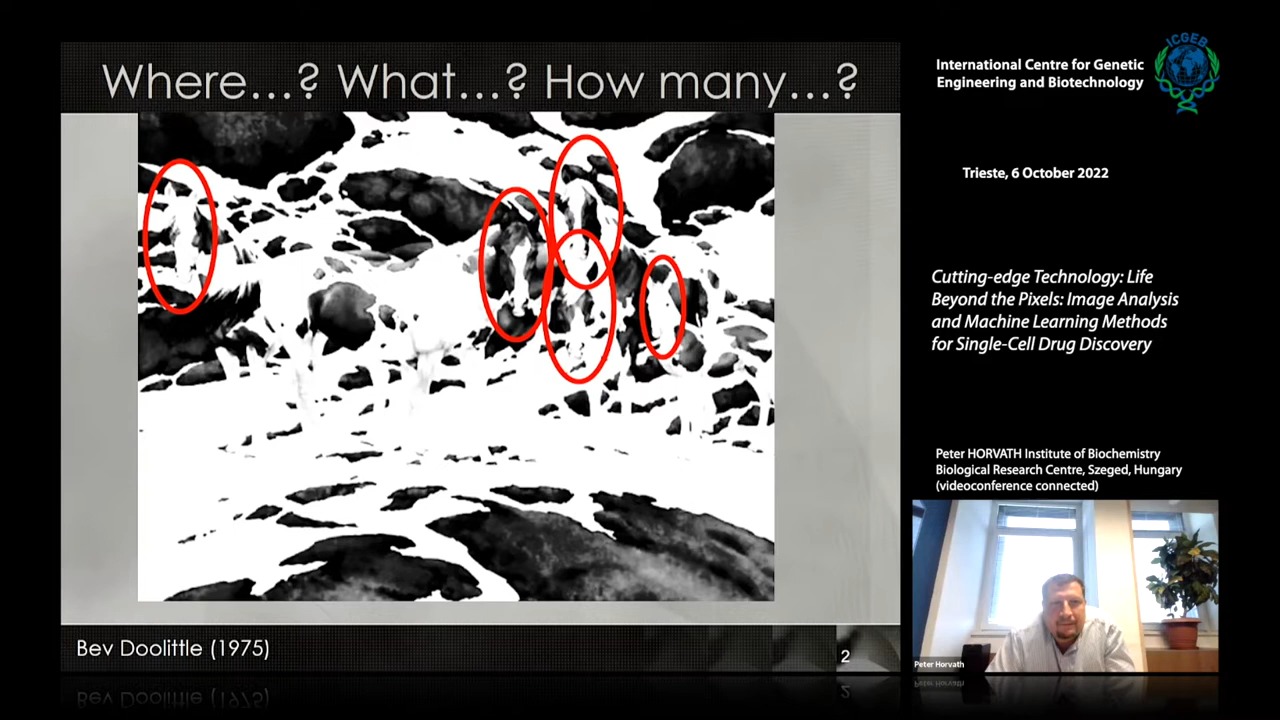 Where...? What...? How many...?
Bev Doolittle (1975)
2
International Centre for Genetic
Engineering and Biotechnology
ICGEB
Trieste, 6 October 2022
Cutting-edge Technology: Life
Beyond the Pixels: Image Analysis
and Machine Learning Methods
for Single-Cell Drug Discovery
Peter HORVATH Institute of Biochemistry
Biological Research Centre, Szeged, Hungary
(videoconference connected)
Peter Horvath